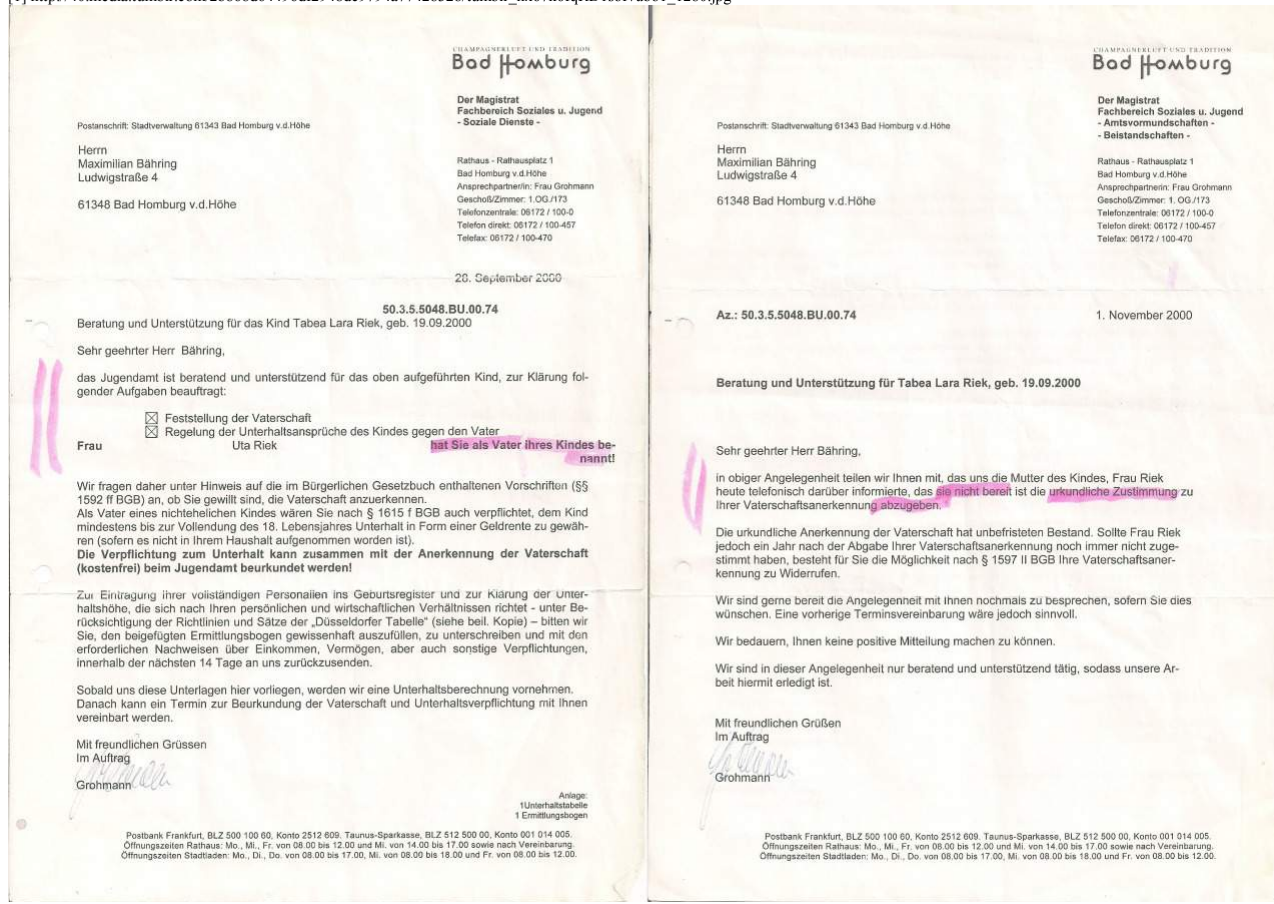 CHAMPAGNERLUFT UND TRADITION
Bad Homburg
Der Magistrat
Fachbereich Soziales u. Jugend
- Soziale Dienste -
Postanschrift: Stadtverwaltung 61343 Bad Homburg v.d.Höhe
Herrn
Maximilian Bähring
Ludwigstraße 4
61348 Bad Homburg v.d.Höhe
Rathaus - Rathausplatz 1
Bad Homburg v.d.Höhe
Ansprechpartner/in: Frau Grohmann
Geschoß/Zimmer: 1.OG./173
Telefonzentrale: 06172 / 100-0
Telefon direkt: 06172 / 100-457
Telefax: 06172 / 100-470
September 2000
50.3.5.5048.BU.00.74
Beratung und Unterstützung für das Kind Tabea Lara Riek, geb. 19.09.2000
Sehr geehrter Herr Bähring,
das Jugendamt ist beratend und unterstützend für das oben aufgeführten Kind, zur Klärung fol-
gender Aufgaben beauftragt:
☒ Feststellung der Vaterschaft
☒ Regelung der Unterhaltsansprüche des Kindes gegen den Vater
Frau Uta Riek hat Sie als Vater ihres Kindes be-
nannt!
Wir fragen daher unter Hinweis auf die im Bürgerlichen Gesetzbuch enthaltenen Vorschriften (§§
1592 ff BGB) an, ob Sie gewillt sind, die Vaterschaft anzuerkennen.
Als Vater eines nichtehelichen Kindes wären Sie nach § 1615 f BGB auch verpflichtet, dem Kind
mindestens bis zur Vollendung des 18. Lebensjahres Unterhalt in Form einer Geldrente zu gewäh-
ren (sofern es nicht in Ihrem Haushalt aufgenommen worden ist).
Die Verpflichtung zum Unterhalt kann zusammen mit der Anerkennung der Vaterschaft
(kostenfrei) beim Jugendamt beurkundet werden!
Zur Eintragung ihrer vollständigen Personalien ins Geburtsregister und zur Klärung der Unter-
haltshöhe, die sich nach Ihren persönlichen und wirtschaftlichen Verhältnissen richtet - unter Be-
rücksichtigung der Richtlinien und Sätze der „Düsseldorfer Tabelle“ (siehe beil. Kopie) – bitten wir
Sie, den beigefügten Ermittlungsbogen gewissenhaft auszufüllen, zu unterschreiben und mit den
erforderlichen Nachweisen über Einkommen, Vermögen, aber auch sonstige Verpflichtungen,
innerhalb der nächsten 14 Tage an uns zurückzusenden.
Sobald uns diese Unterlagen hier vorliegen, werden wir eine Unterhaltsberechnung vornehmen.
Danach kann ein Termin zur Beurkundung der Vaterschaft und Unterhaltsverpflichtung mit Ihnen
vereinbart werden.
Mit freundlichen Grüssen
Im Auftrag
Grohmann
Anlage:
1Unterhaltstabelle
1 Ermittlungsbogen
Postbank Frankfurt, BLZ 500 100 60, Konto 2512 609. Taunus-Sparkasse, BLZ 512 500 00, Konto 001 014 005.
Öffnungszeiten Rathaus: Mo., Mi., Fr. von 08.00 bis 12.00 und Mi. von 14.00 bis 17.00 sowie nach Vereinbarung.
Öffnungszeiten Stadtladen: Mo., Di., Do. von 08.00 bis 17.00, Mi. von 08.00 bis 18.00 und Fr. von 08.00 bis 12.00.
CHAMPAGNERLUFT UND TRADITION
Bad Homburg
Der Magistrat
Fachbereich Soziales u. Jugend
- Amtsvormundschaften -
- Beistandschaften -
Postanschrift: Stadtverwaltung 61343 Bad Homburg v.d.Höhe
Herrn
Maximilian Bähring
Ludwigstraße 4
61348 Bad Homburg v.d.Höhe
Rathaus - Rathausplatz 1
Bad Homburg v.d.Höhe
Ansprechpartnerin: Frau Grohmann
Geschoß/Zimmer: 1. OG./173
Telefonzentrale: 06172 / 100-0
Telefon direkt: 06172 / 100-457
Telefax: 06172 / 100-470
Az.: 50.3.5.5048.BU.00.74 1. November 2000
Beratung und Unterstützung für Tabea Lara Riek, geb. 19.09.2000
Sehr geehrter Herr Bähring,
in obiger Angelegenheit teilen wir Ihnen mit, das uns die Mutter des Kindes, Frau Riek
heute telefonisch darüber informierte, das sie nicht bereit ist die urkundliche Zustimmung zu
Ihrer Vaterschaftsanerkennung abzugeben.
Die urkundliche Anerkennung der Vaterschaft hat unbefristeten Bestand. Sollte Frau Riek
jedoch ein Jahr nach der Abgabe Ihrer Vaterschaftsanerkennung noch immer nicht zuge-
stimmt haben, besteht für Sie die Möglichkeit nach § 1597 II BGB Ihre Vaterschaftsaner-
kennung zu Widerrufen.
Wir sind gerne bereit die Angelegenheit mit Ihnen nochmals zu besprechen, sofern Sie dies
wünschen. Eine vorherige Terminsvereinbarung wäre jedoch sinnvoll.
Wir bedauern, Ihnen keine positive Mitteilung machen zu können.
Wir sind in dieser Angelegenheit nur beratend und unterstützend tätig, sodass unsere Ar-
beit hiermit erledigt ist.
Mit freundlichen Grüßen
Im Auftrag
Grohmann
Postbank Frankfurt, BLZ 500 100 60, Konto 2512 609. Taunus-Sparkasse, BLZ 512 500 00, Konto 001 014 005.
Öffnungszeiten Rathaus: Mo., Mi., Fr. von 08.00 bis 12.00 und Mi. von 14.00 bis 17.00 sowie nach Vereinbarung.
Öffnungszeiten Stadtladen: Mo., Di., Do. von 08.00 bis 17.00, Mi. von 08.00 bis 18.00 und Fr. von 08.00 bis 12.00.